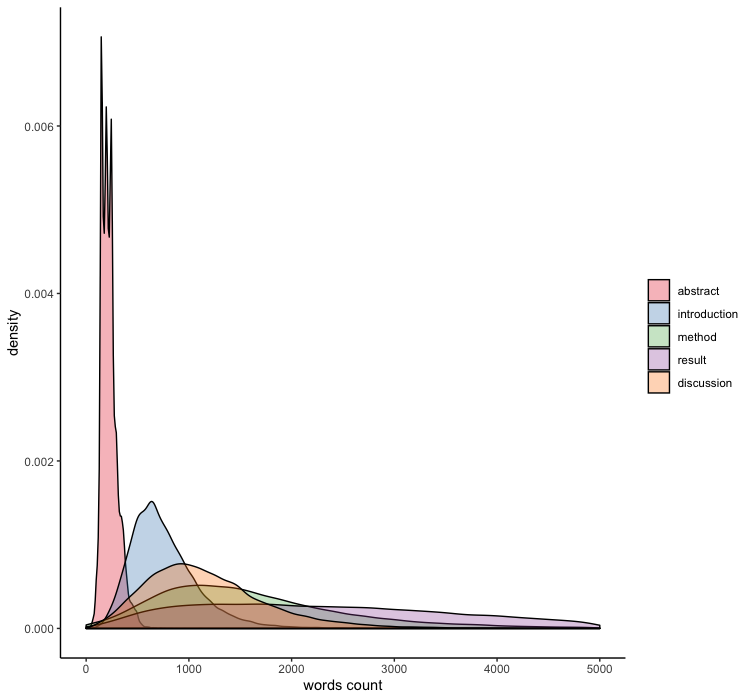 0.006
0.004
0.002
0.000
density
0 1000 2000 3000 4000 5000
words count
abstract
introduction
method
result
discussion